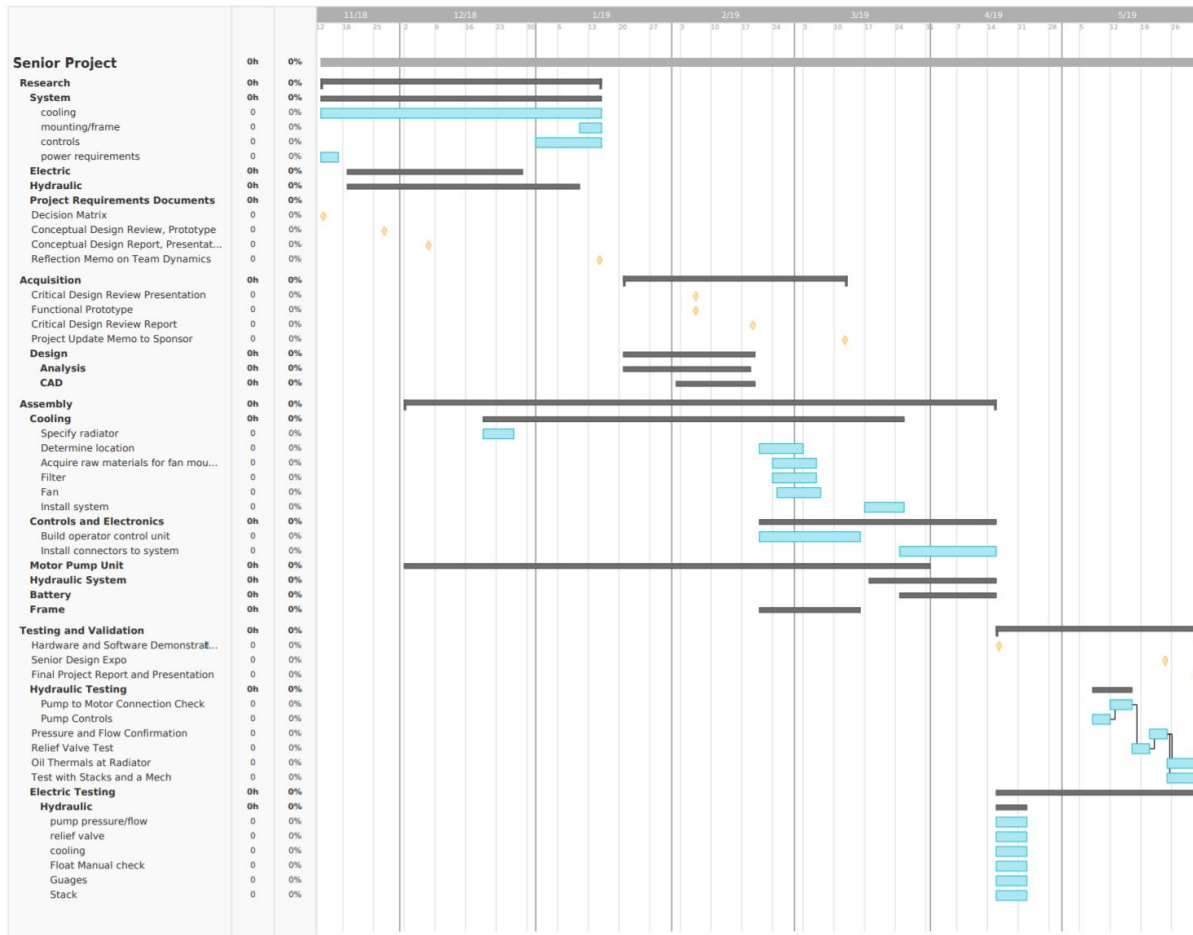 11/18 12/18 1/19 2/19 3/19 4/19 5/19
12 18 25 2 9 16 23 30 6 13 20 27 3 10 17 24 3 10 17 24 31 7 14 21 28 5 12 19 26
Senior Project 0h 0%
Research 0h 0%
System 0h 0%
cooling 0 0%
mounting/frame 0 0%
controls 0 0%
power requirements 0 0%
Electric 0h 0%
Hydraulic 0h 0%
Project Requirements Documents 0h 0%
Decision Matrix 0 0%
Conceptual Design Review, Prototype 0 0%
Conceptual Design Report, Presentat... 0 0%
Reflection Memo on Team Dynamics 0 0%
Acquisition 0h 0%
Critical Design Review Presentation 0 0%
Functional Prototype 0 0%
Critical Design Review Report 0 0%
Project Update Memo to Sponsor 0 0%
Design 0h 0%
Analysis 0h 0%
CAD 0h 0%
Assembly 0h 0%
Cooling 0h 0%
Specify radiator 0 0%
Determine location 0 0%
Acquire raw materials for fan mou... 0 0%
Filter 0 0%
Fan 0 0%
Install system 0 0%
Controls and Electronics 0h 0%
Build operator control unit 0 0%
Install connectors to system 0 0%
Motor Pump Unit 0h 0%
Hydraulic System 0h 0%
Battery 0h 0%
Frame 0h 0%
Testing and Validation 0h 0%
Hardware and Software Demonstrat... 0 0%
Senior Design Expo 0 0%
Final Project Report and Presentation 0 0%
Hydraulic Testing 0h 0%
Pump to Motor Connection Check 0 0%
Pump Controls 0 0%
Pressure and Flow Confirmation 0 0%
Relief Valve Test 0 0%
Oil Thermals at Radiator 0 0%
Test with Stacks and a Mech 0 0%
Electric Testing 0h 0%
Hydraulic 0h 0%
pump pressure/flow 0 0%
relief valve 0 0%
cooling 0 0%
Float Manual check 0 0%
Guages 0 0%
Stack 0 0%